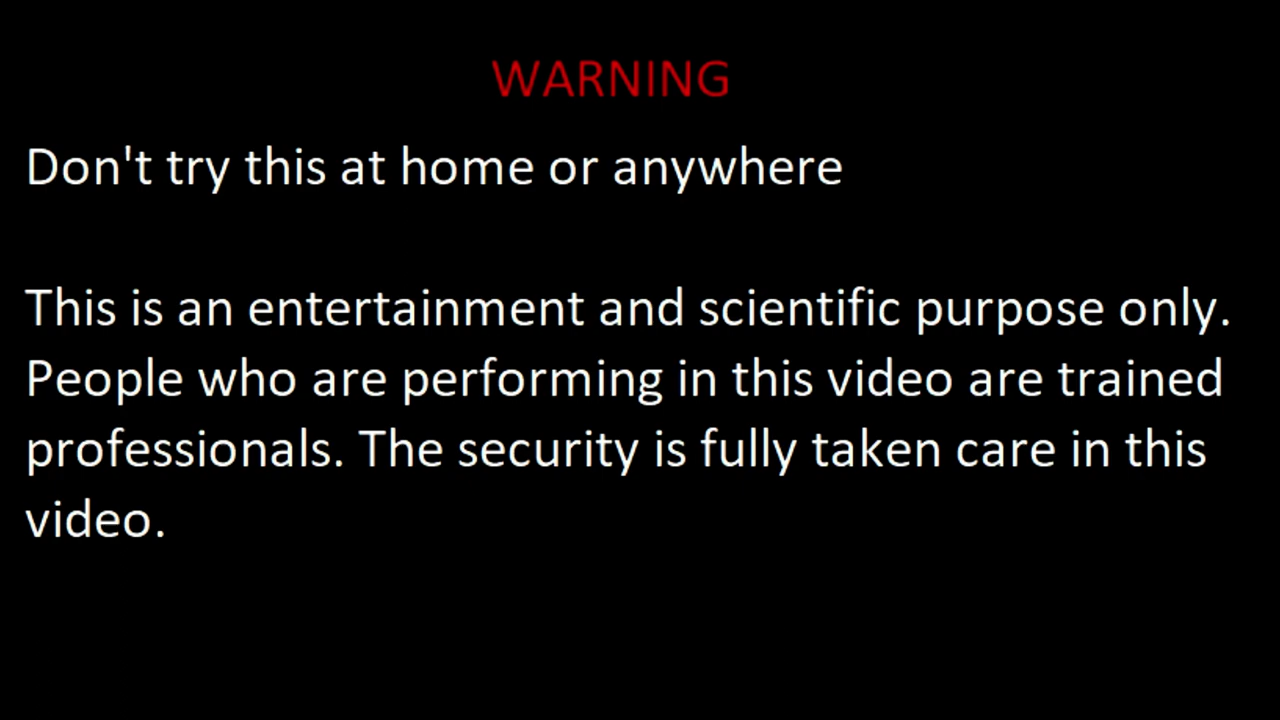 WARNING
Don't try this at home or anywhere
This is an entertainment and scientific purpose only.
People who are performing in this video are trained
professionals. The security is fully taken care in this
video.